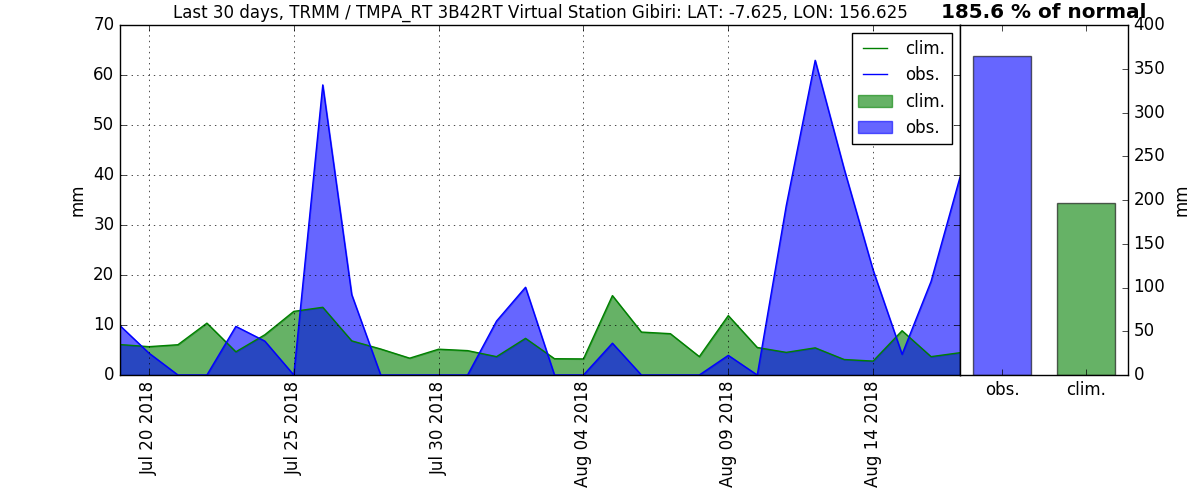 Last 30 days, TRMM / TMPA_RT 3B42RT Virtual Station Gibiri: LAT: -7.625, LON: 156.625
185.6 % of normal
70
60
50
40
30
20
10
0
mm
clim.
obs.
clim.
obs.
Jul 20 2018
Jul 25 2018
Jul 30 2018
Aug 04 2018
Aug 09 2018
Aug 14 2018
400
350
300
250
200
150
100
50
0
mm
obs.
clim.